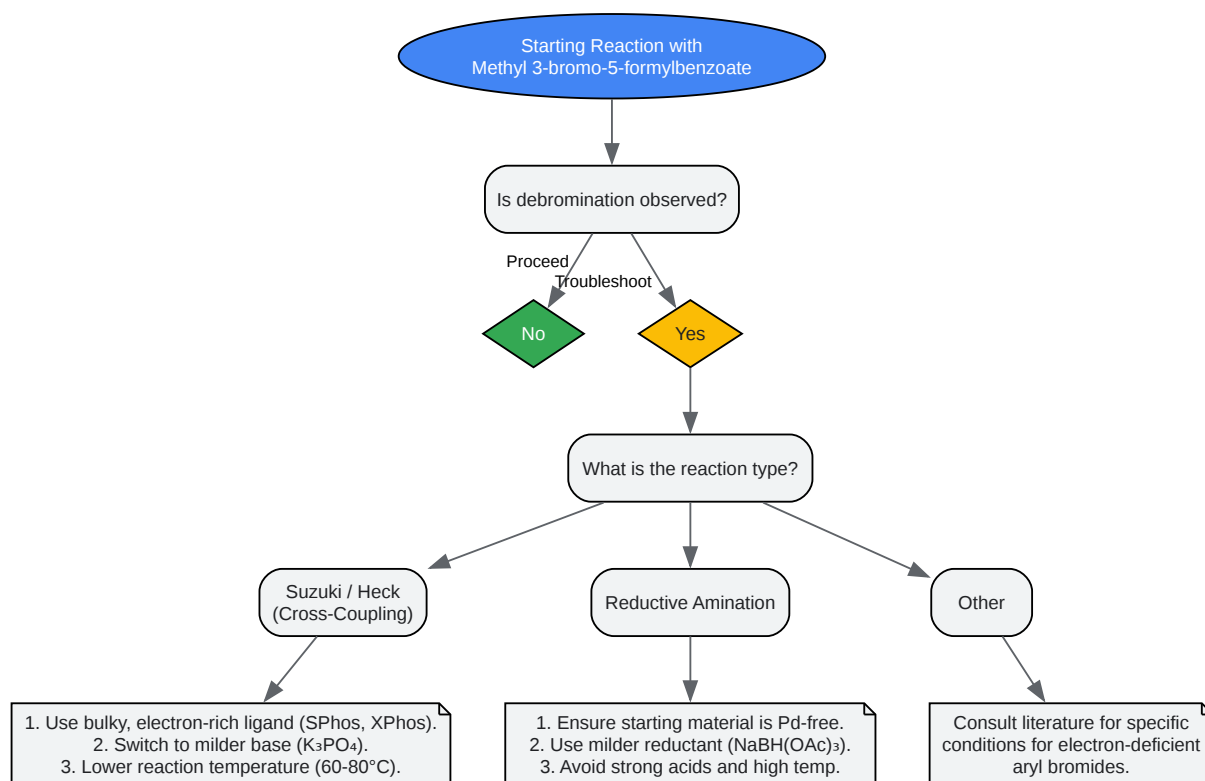 Starting Reaction with
Methyl 3-bromo-5-formylbenzoate
Is debromination observed?
Proceed
Troubleshoot
No
Yes
What is the reaction type?
Suzuki / Heck
(Cross-Coupling)
Reductive Amination
Other
1. Use bulky, electron-rich ligand (SPhos, XPhos).
2. Switch to milder base (K₃PO₄).
3. Lower reaction temperature (60-80°C).
1. Ensure starting material is Pd-free.
2. Use milder reductant (NaBH(OAc)₃).
3. Avoid strong acids and high temp.
Consult literature for specific
conditions for electron-deficient
aryl bromides.